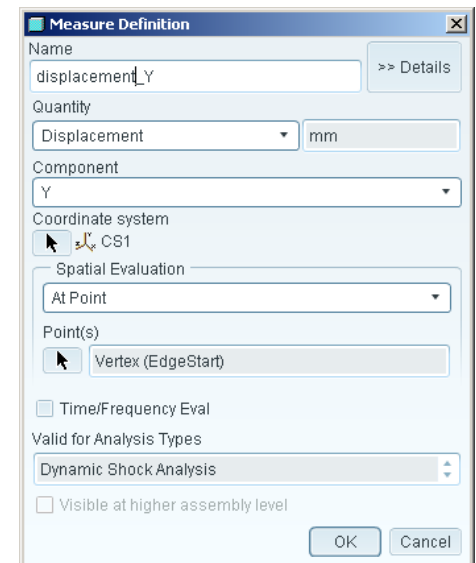 Measure Definition
Name
displacement_Y
>> Details
Quantity
Displacement
mm
Component
Y
Coordinate system
CS1
Spatial Evaluation
At Point
Point(s)
Vertex (EdgeStart)
Time/Frequency Eval
Valid for Analysis Types
Dynamic Shock Analysis
Visible at higher assembly level
OK Cancel